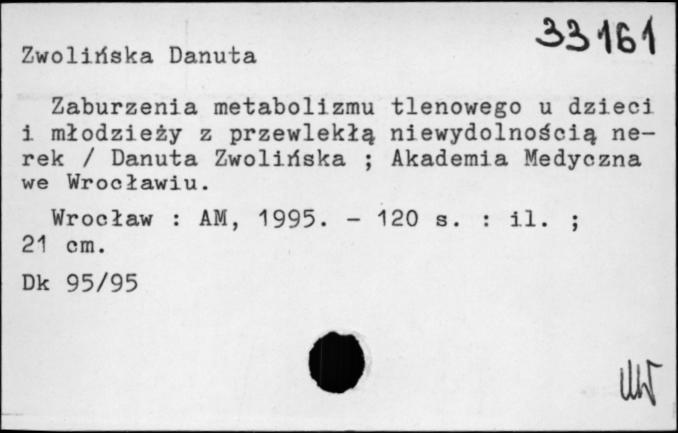 33161
Zwolińska Danuta
Zaburzenia metabolizmu tlenowego u dzieci
i młodzieży z przewlekłą niewydolnością ne-
rek / Danuta Zwolińska ; Akademia Medyczna
we Wrocławiu.
Wrocław : AM, 1995. - 120 s. : il. ;
21 cm.
Dk 95/95